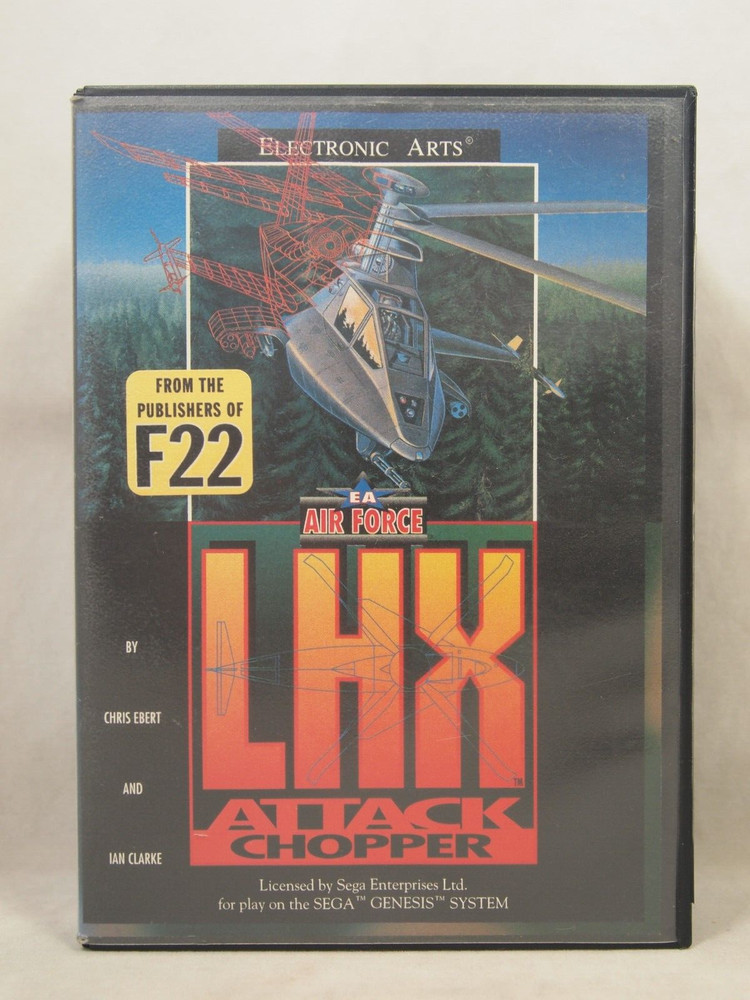 ELECTRONIC ARTS®
FROM THE
PUBLISHERS OF
F22
EA
AIR FORCE
LHX™
ATTACK
CHOPPER
BY
CHRIS EBERT
AND
IAN CLARKE
Licensed by Sega Enterprises Ltd.
for play on the SEGA™ GENESIS™ SYSTEM